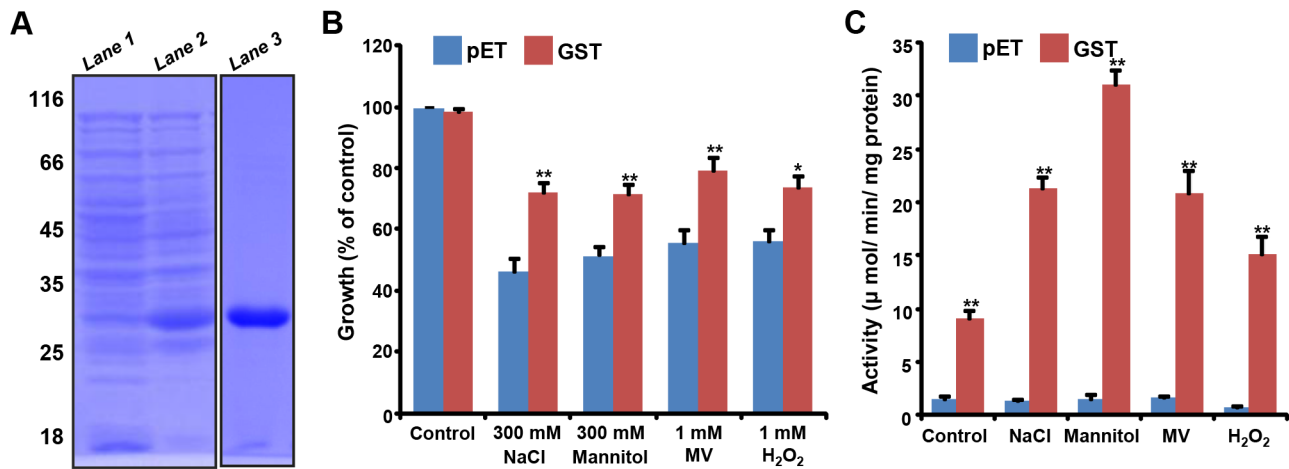 A
Lane 1 Lane 2 Lane 3
116
66
45
35
25
18
B
pET GST
Growth (% of control)
120
100
80
60
40
20
0
** ** ** *
Control 300 mM 300 mM 1 mM 1 mM
NaCl Mannitol MV H₂O₂
C
pET GST
Activity (μ mol/ min/ mg protein)
35
30
25
20
15
10
5
0
** ** ** ** **
Control NaCl Mannitol MV H₂O₂